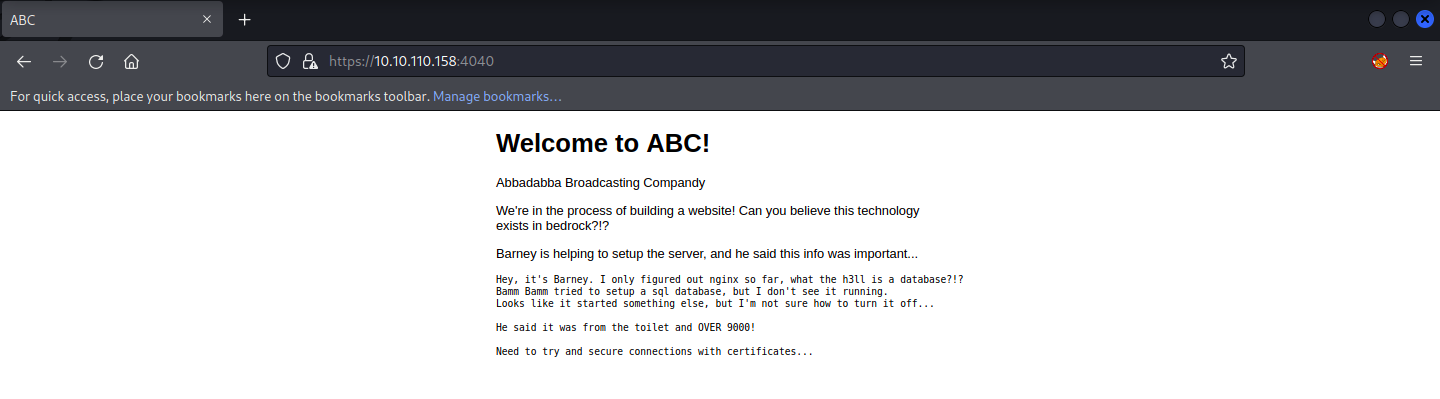 ABC
https://10.10.110.158:4040
For quick access, place your bookmarks here on the bookmarks toolbar. Manage bookmarks…
Welcome to ABC!
Abbadabba Broadcasting Compandy
We're in the process of building a website! Can you believe this technology
exists in bedrock?!?
Barney is helping to setup the server, and he said this info was important...
Hey, it's Barney. I only figured out nginx so far, what the h3ll is a database?!?
Bamm Bamm tried to setup a sql database, but I don't see it running.
Looks like it started something else, but I'm not sure how to turn it off...
He said it was from the toilet and OVER 9000!
Need to try and secure connections with certificates...